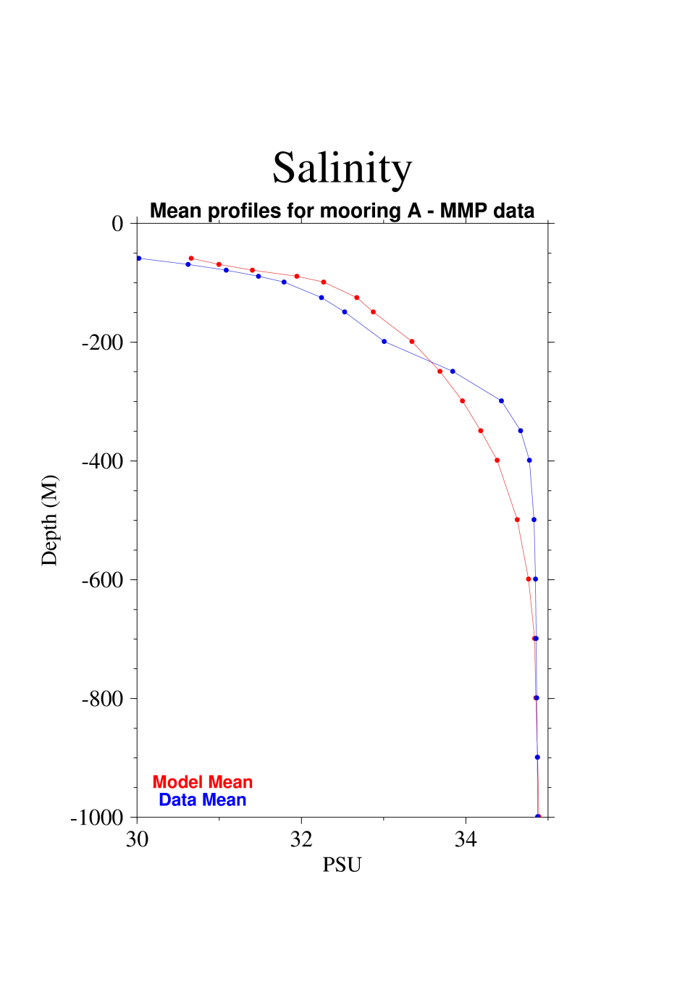 Salinity
Mean profiles for mooring A - MMP data
0
-200
-400
-600
-800
-1000
Depth (M)
Model Mean
Data Mean
30 32 34
PSU